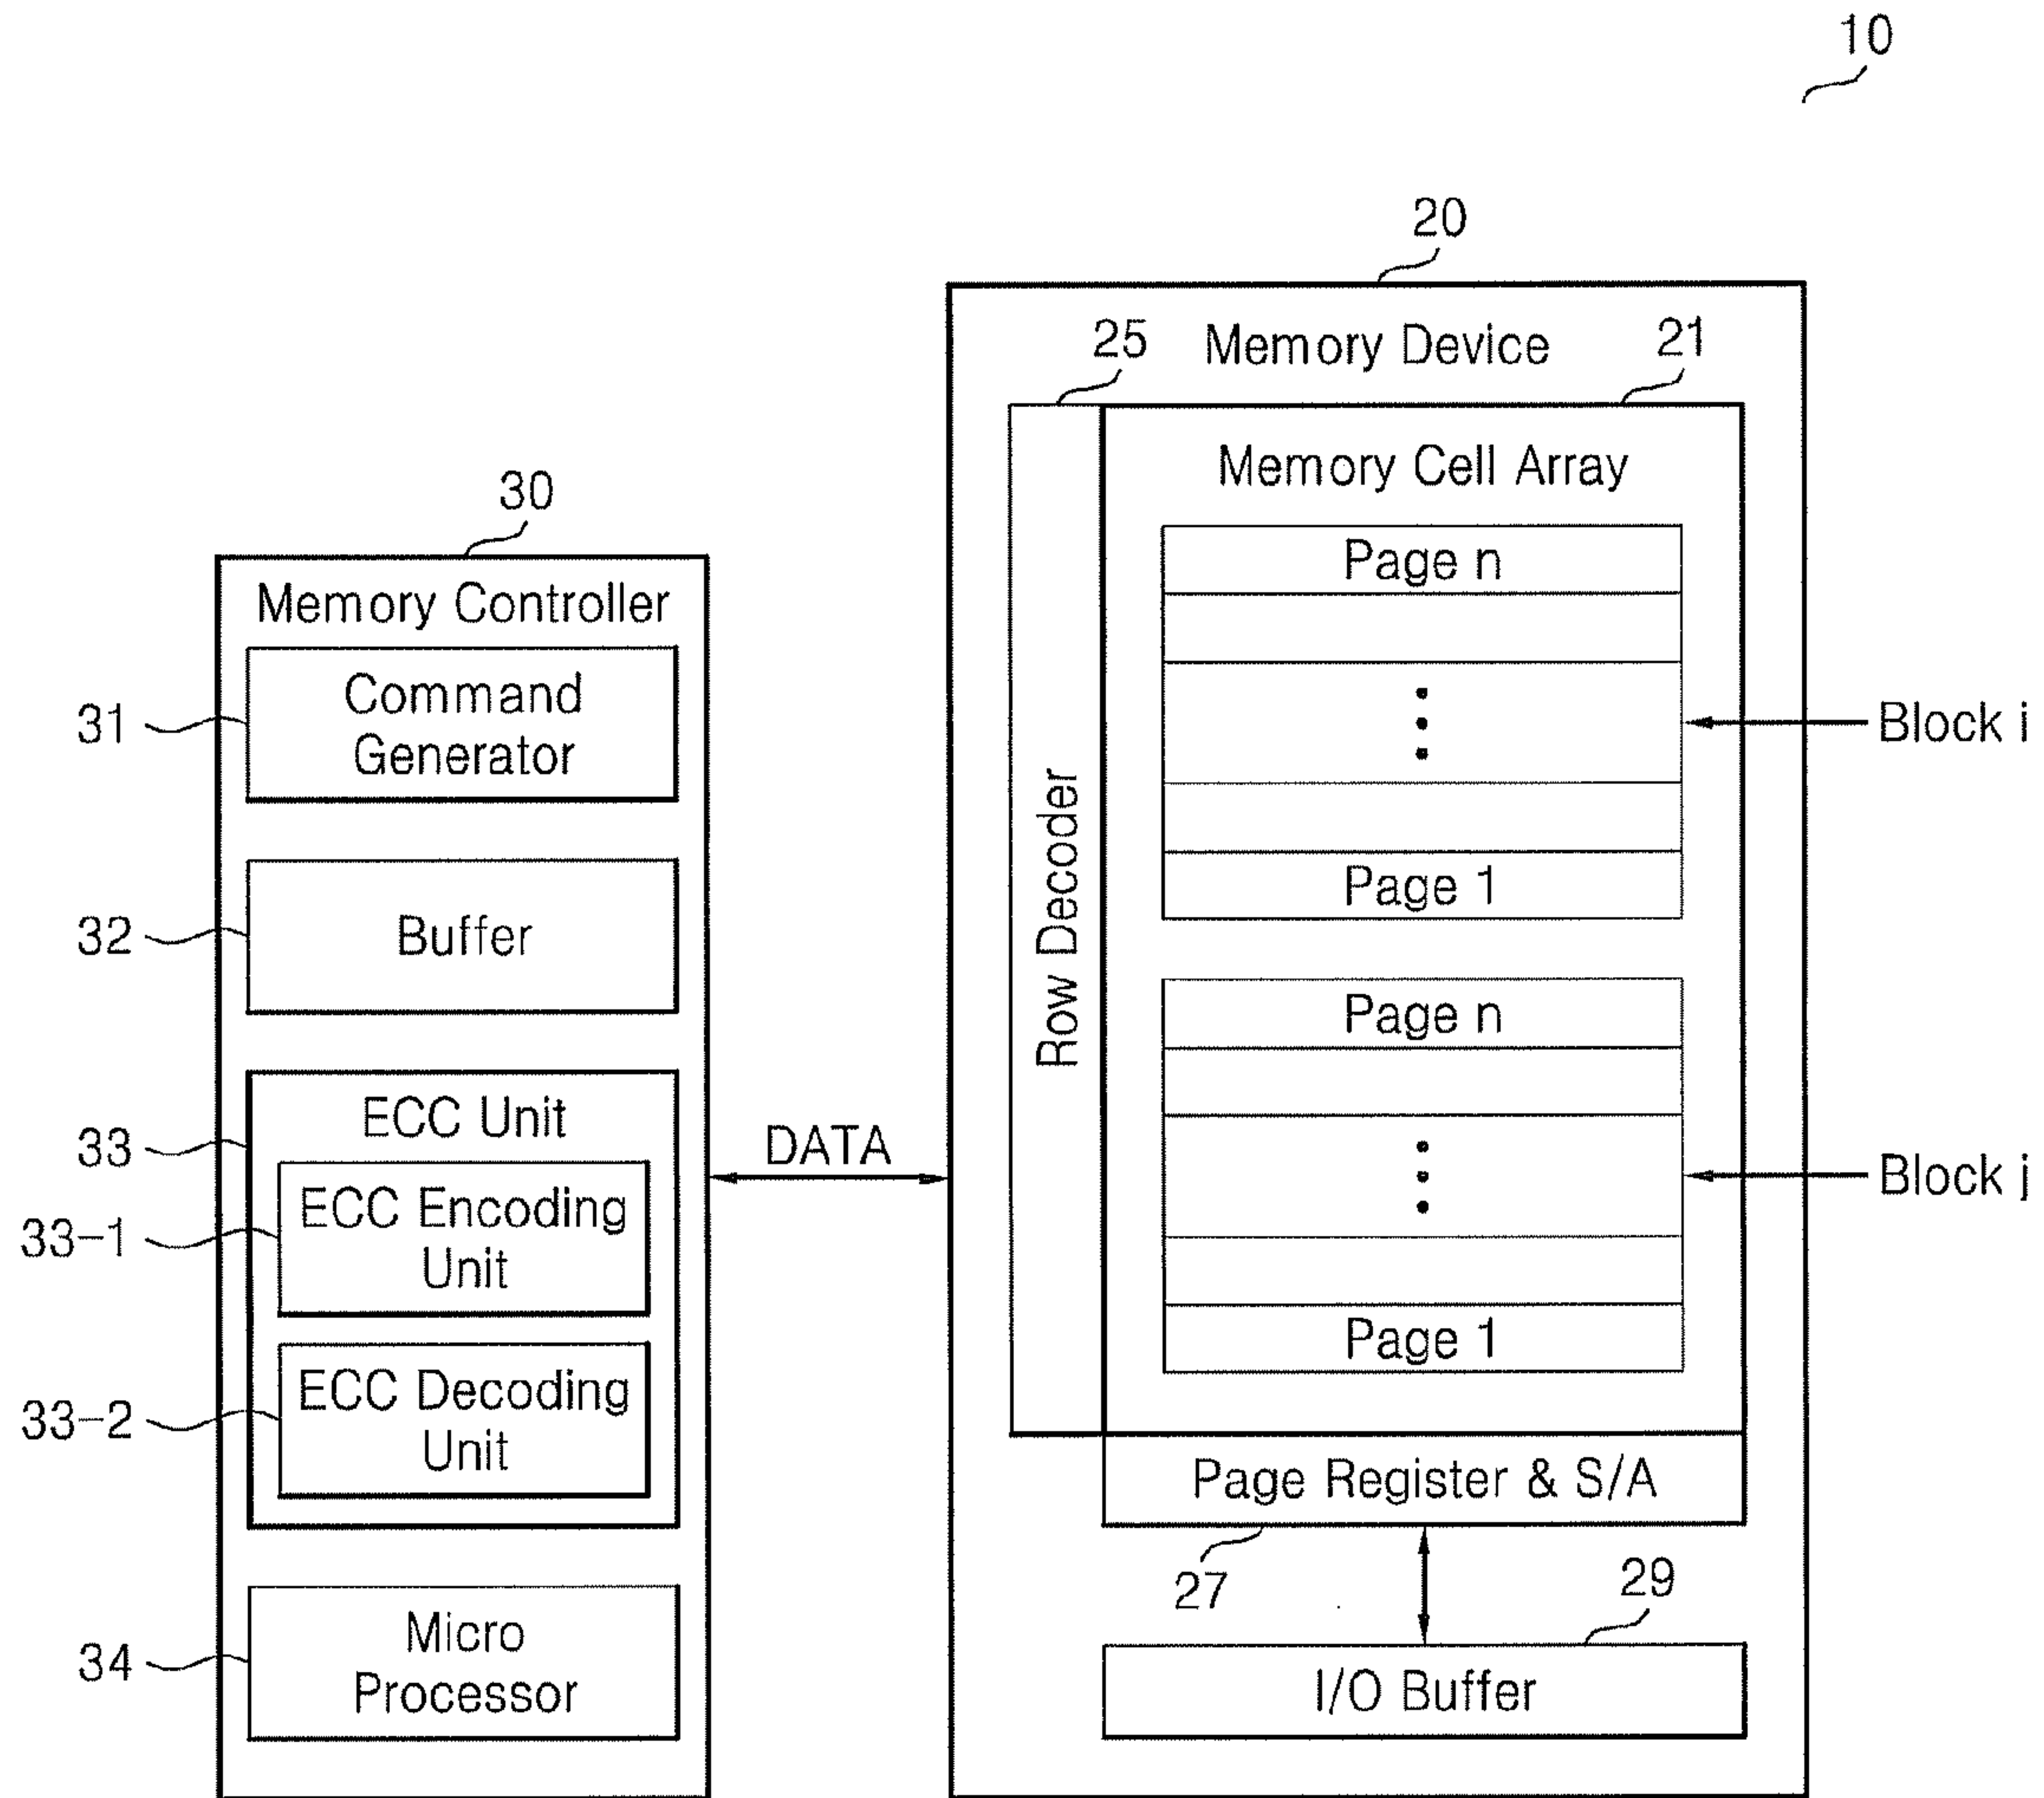 10
20
25
Memory Device
21
Memory Cell Array
30
Memory Controller
31
Command
Generator
32
Buffer
33
ECC Unit
33-1
ECC Encoding
Unit
33-2
ECC Decoding
Unit
34
Micro
Processor
DATA
Row Decoder
Page n
Page 1
Block i
Page n
Page 1
Block j
Page Register & S/A
27
29
I/O Buffer